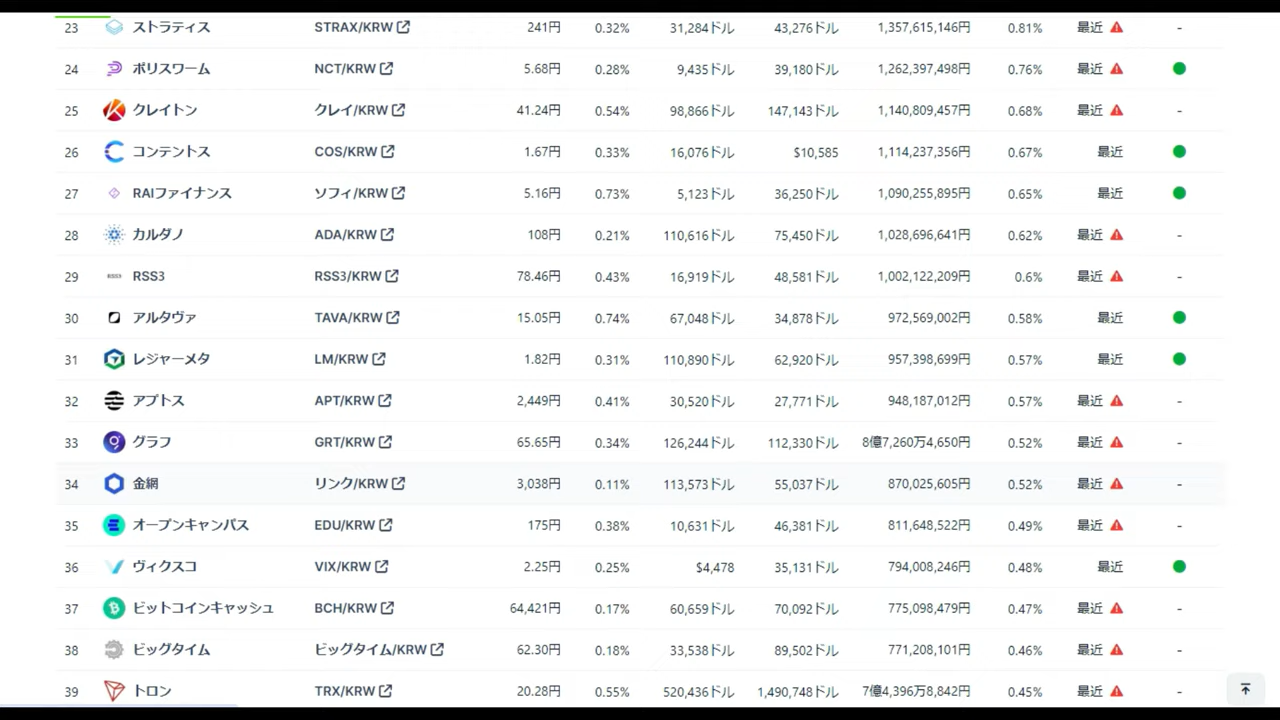 23 ストラティス STRAX/KRW 241円 0.32% 31,284ドル 43,276ドル 1,357,615,146円 0.81% 最近 -
24 ポリスワーム NCT/KRW 5.68円 0.28% 9,435ドル 39,180ドル 1,262,397,498円 0.76% 最近
25 クレイトン クレイ/KRW 41.24円 0.54% 98,866ドル 147,143ドル 1,140,809,457円 0.68% 最近 -
26 コンテントス COS/KRW 1.67円 0.33% 16,076ドル $10,585 1,114,237,356円 0.67% 最近
27 RAIファイナンス ソフィ/KRW 5.16円 0.73% 5,123ドル 36,250ドル 1,090,255,895円 0.65% 最近
28 カルダノ ADA/KRW 108円 0.21% 110,616ドル 75,450ドル 1,028,696,641円 0.62% 最近 -
29 RSS3 RSS3 RSS3/KRW 78.46円 0.43% 16,919ドル 48,581ドル 1,002,122,209円 0.6% 最近 -
30 アルタヴァ TAVA/KRW 15.05円 0.74% 67,048ドル 34,878ドル 972,569,002円 0.58% 最近
31 レジャーメタ LM/KRW 1.82円 0.31% 110,890ドル 62,920ドル 957,398,699円 0.57% 最近
32 アプトス APT/KRW 2,449円 0.41% 30,520ドル 27,771ドル 948,187,012円 0.57% 最近 -
33 グラフ GRT/KRW 65.65円 0.34% 126,244ドル 112,330ドル 8億7,260万4,650円 0.52% 最近 -
34 金網 リンク/KRW 3,038円 0.11% 113,573ドル 55,037ドル 870,025,605円 0.52% 最近 -
35 オープンキャンパス EDU/KRW 175円 0.38% 10,631ドル 46,381ドル 811,648,522円 0.49% 最近 -
36 ヴィクスコ VIX/KRW 2.25円 0.25% $4,478 35,131ドル 794,008,246円 0.48% 最近
37 ビットコインキャッシュ BCH/KRW 64,421円 0.17% 60,659ドル 70,092ドル 775,098,479円 0.47% 最近 -
38 ビッグタイム ビッグタイム/KRW 62.30円 0.18% 33,538ドル 89,502ドル 771,208,101円 0.46% 最近 -
39 トロン TRX/KRW 20.28円 0.55% 520,436ドル 1,490,748ドル 7億4,396万8,842円 0.45% 最近 -